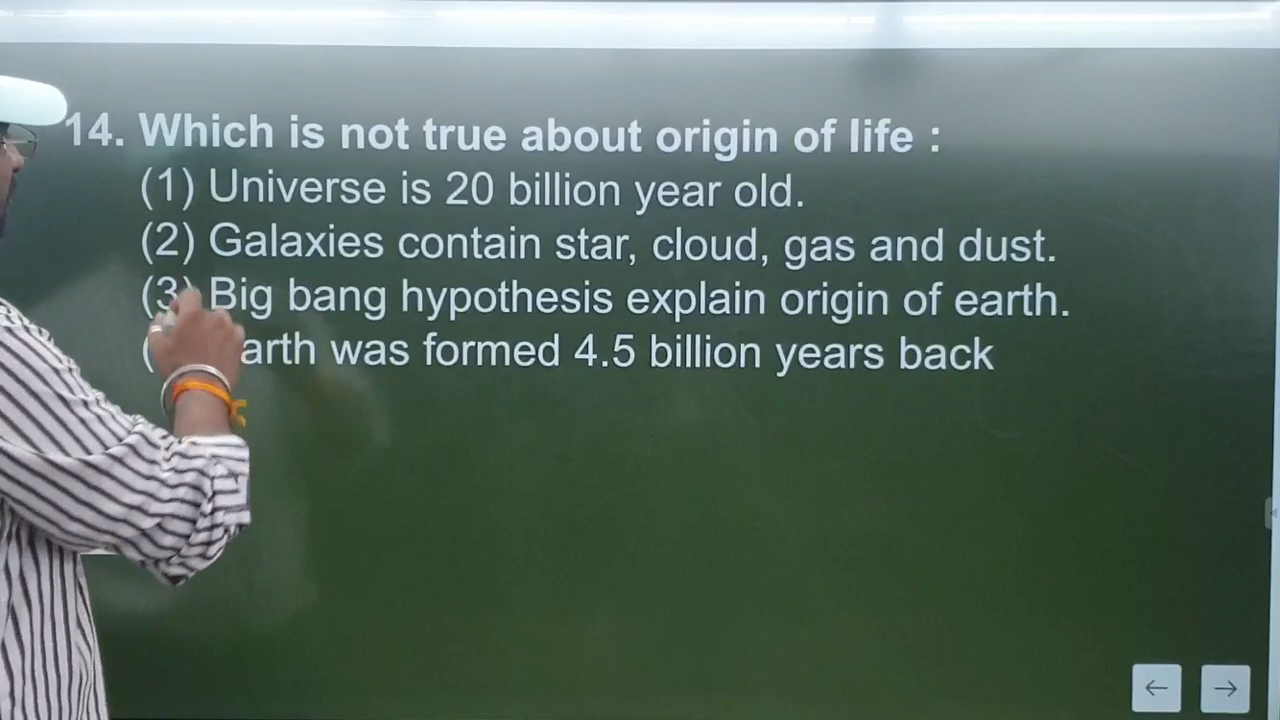 14. Which is not true about origin of life :
(1) Universe is 20 billion year old.
(2) Galaxies contain star, cloud, gas and dust.
(3) Big bang hypothesis explain origin of earth.
( arth was formed 4.5 billion years back